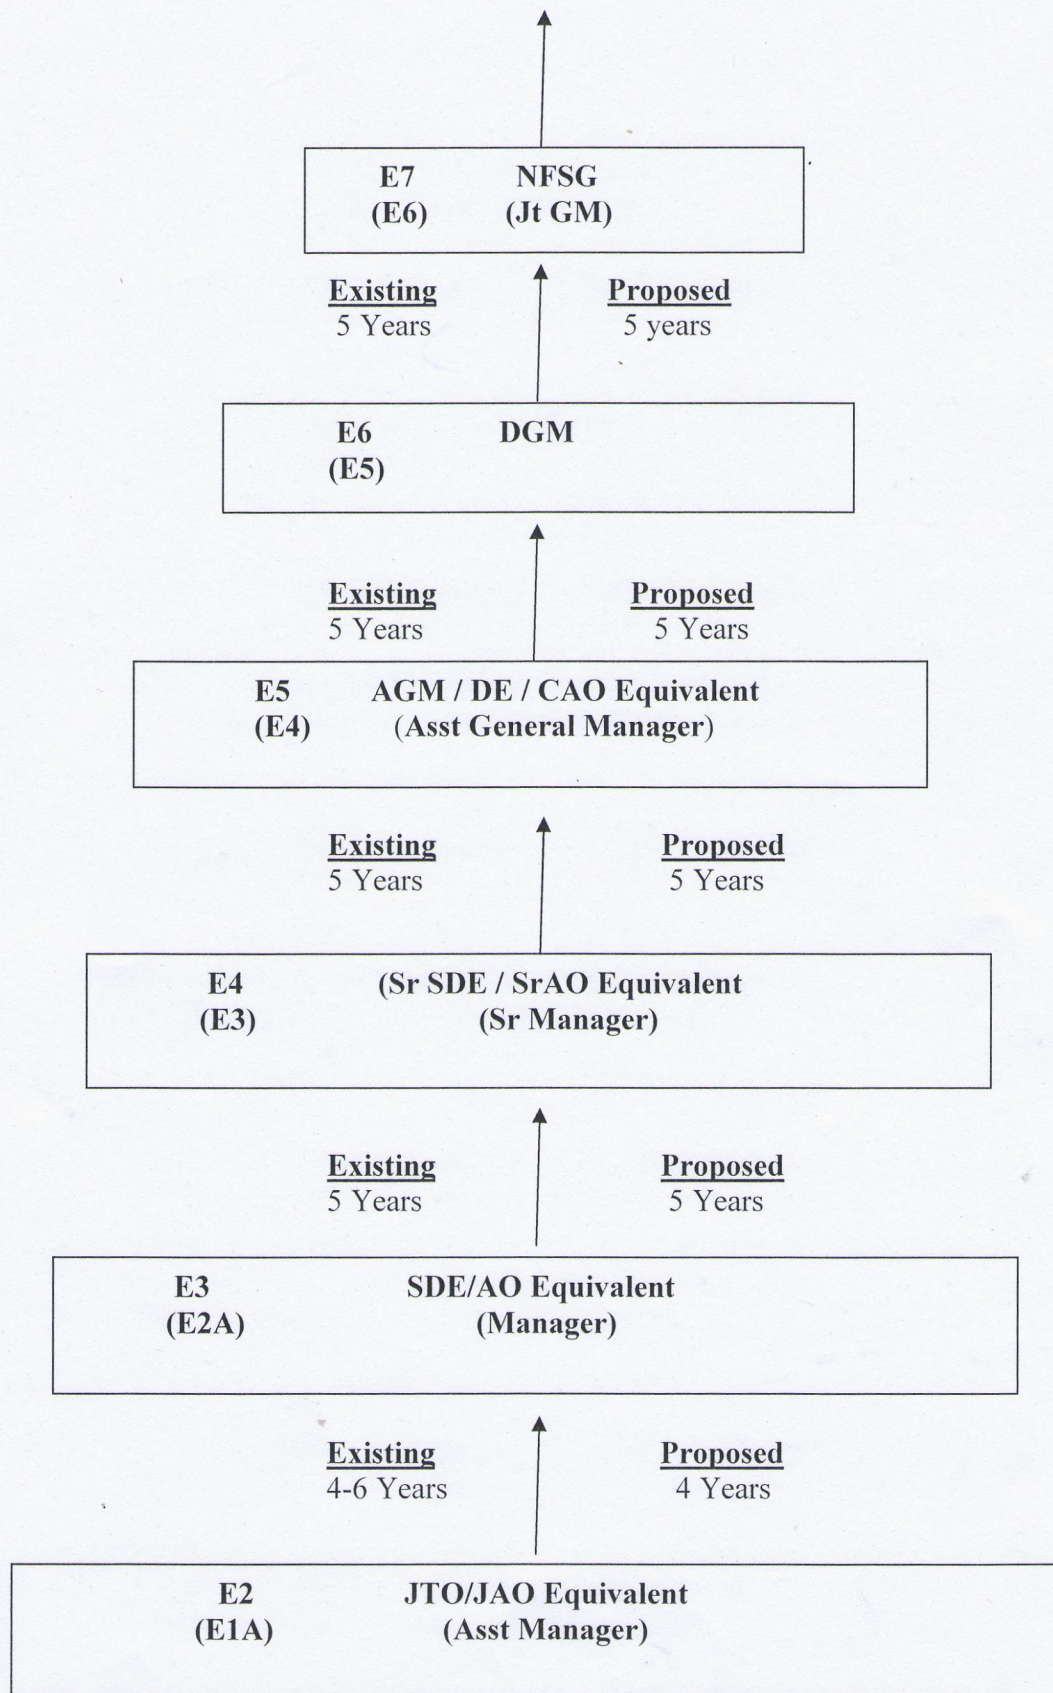 E7 NFSG
(E6) (Jt GM)
Existing Proposed
5 Years 5 years
E6 DGM
(E5)
Existing Proposed
5 Years 5 Years
E5 AGM / DE / CAO Equivalent
(E4) (Asst General Manager)
Existing Proposed
5 Years 5 Years
E4 (Sr SDE / SrAO Equivalent
(E3) (Sr Manager)
Existing Proposed
5 Years 5 Years
E3 SDE/AO Equivalent
(E2A) (Manager)
Existing Proposed
4-6 Years 4 Years
E2 JTO/JAO Equivalent
(E1A) (Asst Manager)